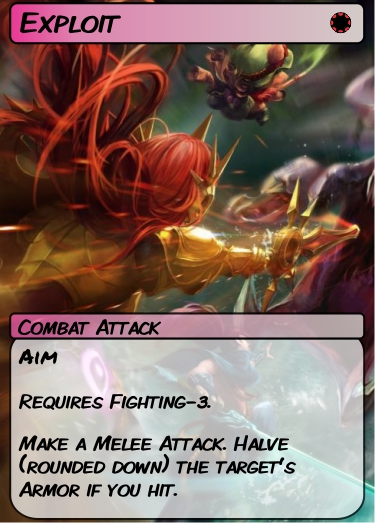 Exploit
Combat Attack
Aim
Requires Fighting-3.
Make a Melee Attack. Halve
(rounded down) the target's
Armor if you hit.